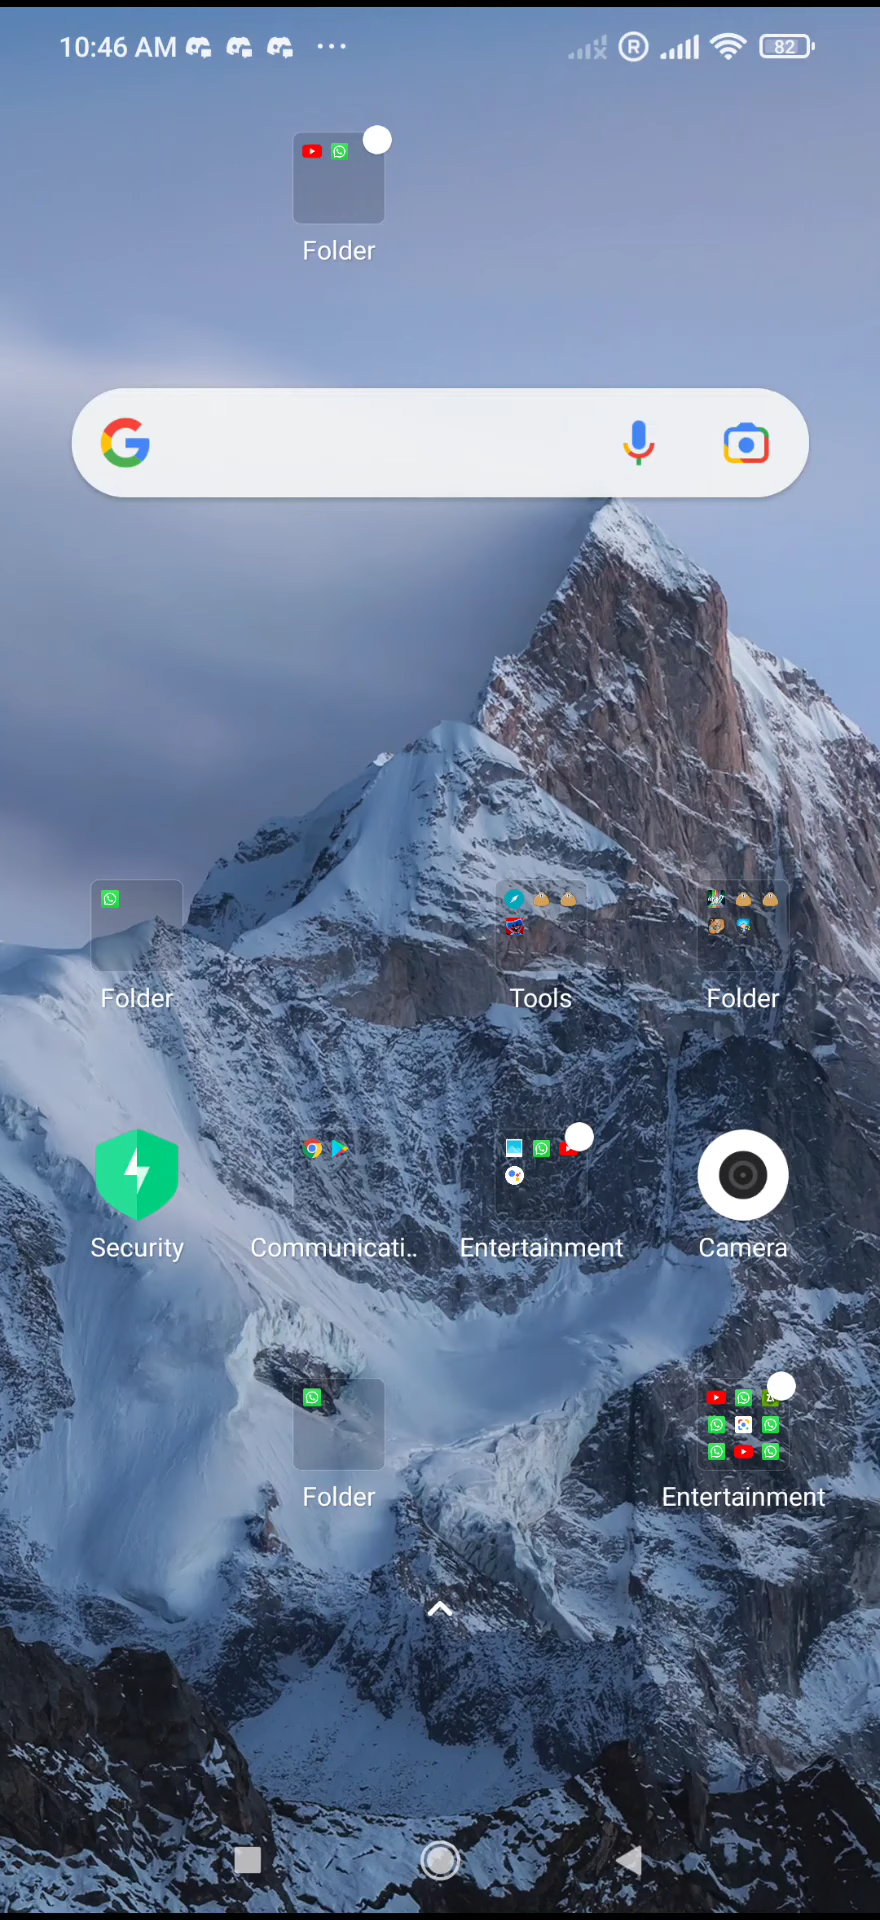 10:46 AM
R
82
Folder
Folder
Tools
Folder
Security
Communicati..
Entertainment
Camera
Folder
Entertainment